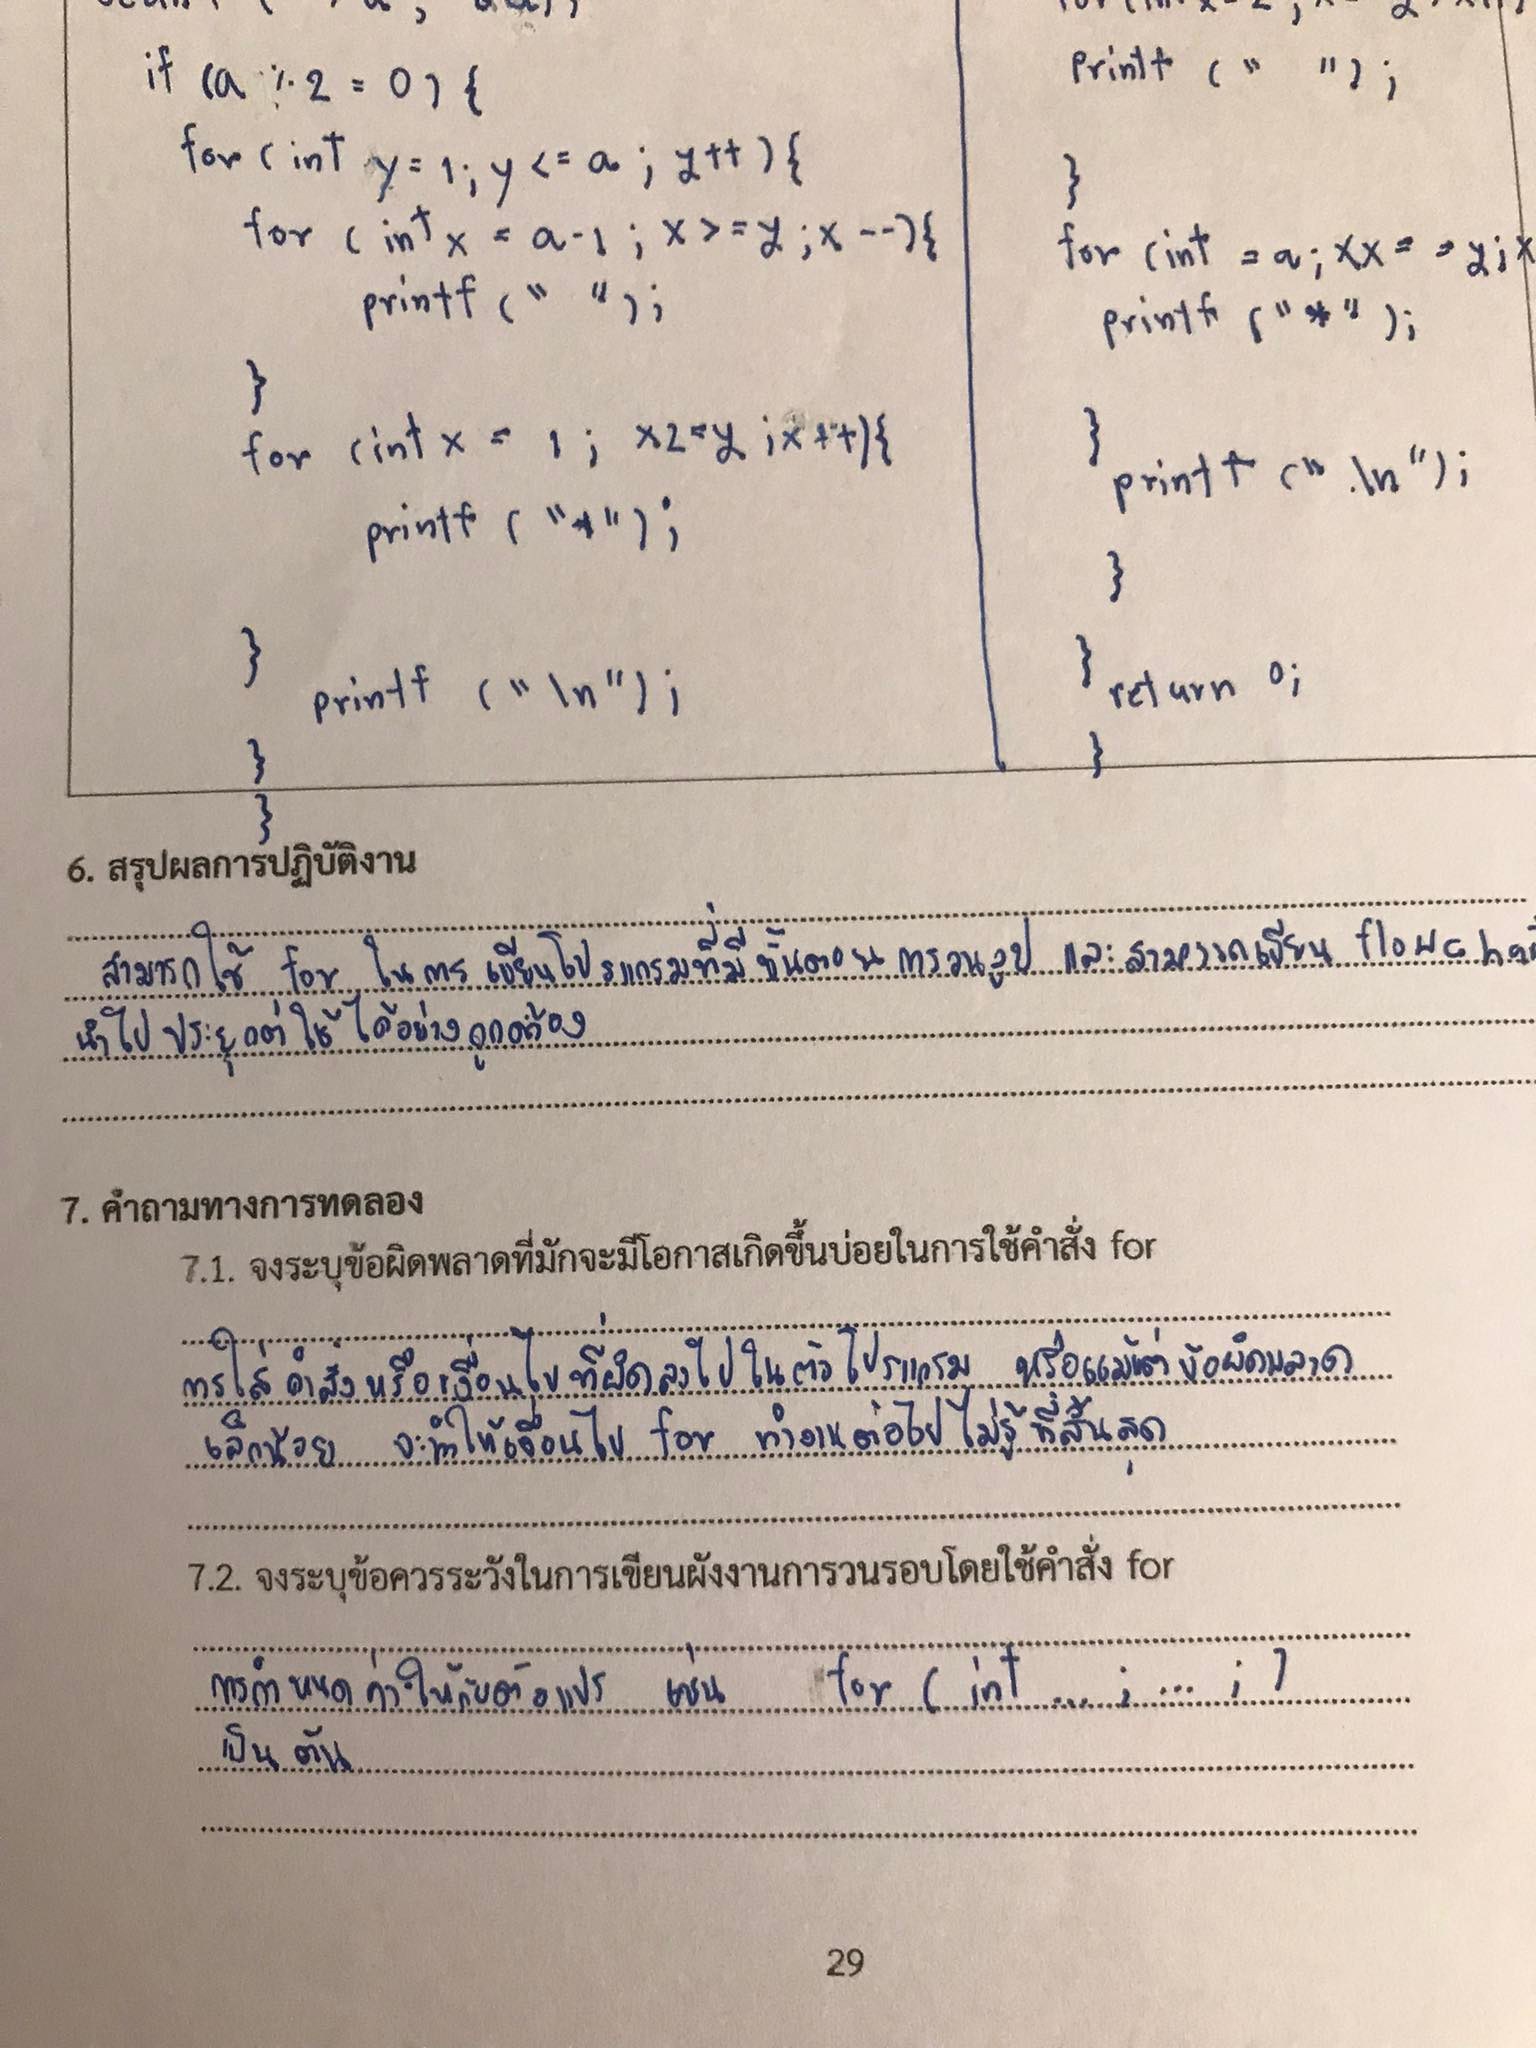 if (a % 2 = 0) {
for (int y = 1; y <= a ; y++ ) {
for ( int x = a-1 ; x >= y ; x --) {
printf (" ");
}
for (int x = 1 ; x2=y ; x++) {
printf ("*");
}
printf ("\n");
}
}
printf (" ");
}
for (int = a; xx = = y; x
printf ("*");
}
printf ("\n");
}
}
return 0;
}
6. สรุปผลการปฏิบัติงาน
สามารถใช้ for ในการเขียนโปรแกรมที่มีขั้นตอนการวนลูป และสามารถเขียน flowcha
นำไปประยุกต์ใช้ได้อย่างถูกต้อง
7. คำถามทางการทดลอง
7.1. จงระบุข้อผิดพลาดที่มักจะมีโอกาสเกิดขึ้นบ่อยในการใช้คำสั่ง for
การใส่คำสั่งหรือเงื่อนไขที่ผิดลงไปในตัวโปรแกรม หรือแม้แต่ข้อผิดพลาด
เล็กน้อย จะทำให้เงื่อนไข for ทำงานต่อไปไม่รู้ที่สิ้นสุด
7.2. จงระบุข้อควรระวังในการเขียนผังงานการวนรอบโดยใช้คำสั่ง for
การกำหนดค่าให้กับตัวแปร เช่น for ( int ... ; ... ; )
เป็นต้น
29